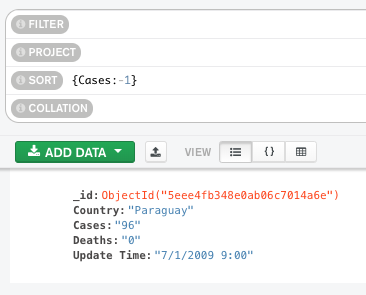 FILTER
PROJECT
SORT {Cases:-1}
COLLATION
ADD DATA VIEW { }
_id: ObjectId("5eee4fb348e0ab06c7014a6e")
Country: "Paraguay"
Cases: "96"
Deaths: "0"
Update Time: "7/1/2009 9:00"